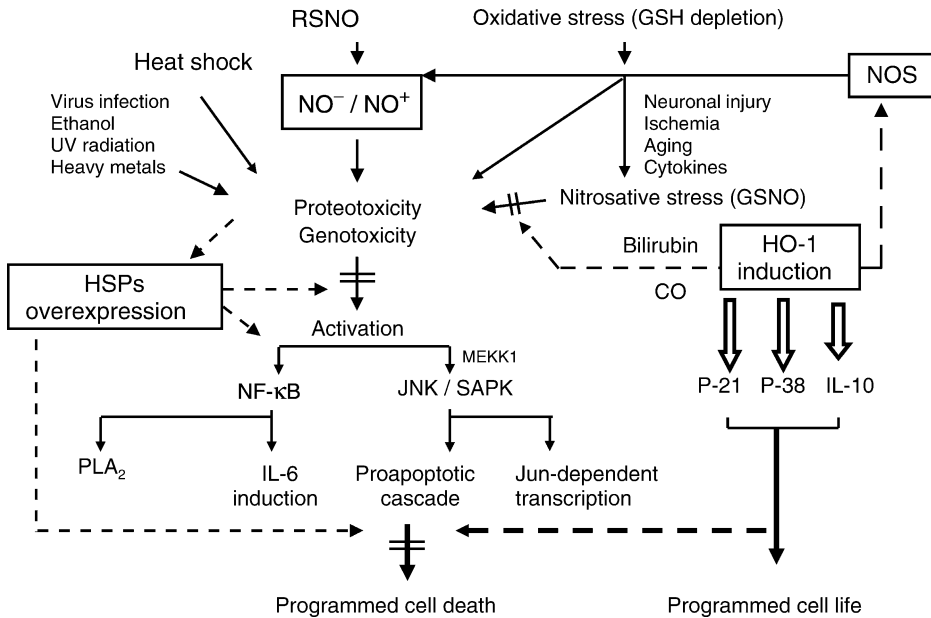 RSNO
Oxidative stress (GSH depletion)
Heat shock
NO⁻ / NO⁺
NOS
Virus infection
Ethanol
UV radiation
Heavy metals
Neuronal injury
Ischemia
Aging
Cytokines
Proteotoxicity
Genotoxicity
Nitrosative stress (GSNO)
Bilirubin
CO
HO-1
induction
HSPs
overexpression
Activation
MEKK1
NF-κB
JNK / SAPK
P-21
P-38
IL-10
PLA₂
IL-6
induction
Proapoptotic
cascade
Jun-dependent
transcription
Programmed cell death
Programmed cell life